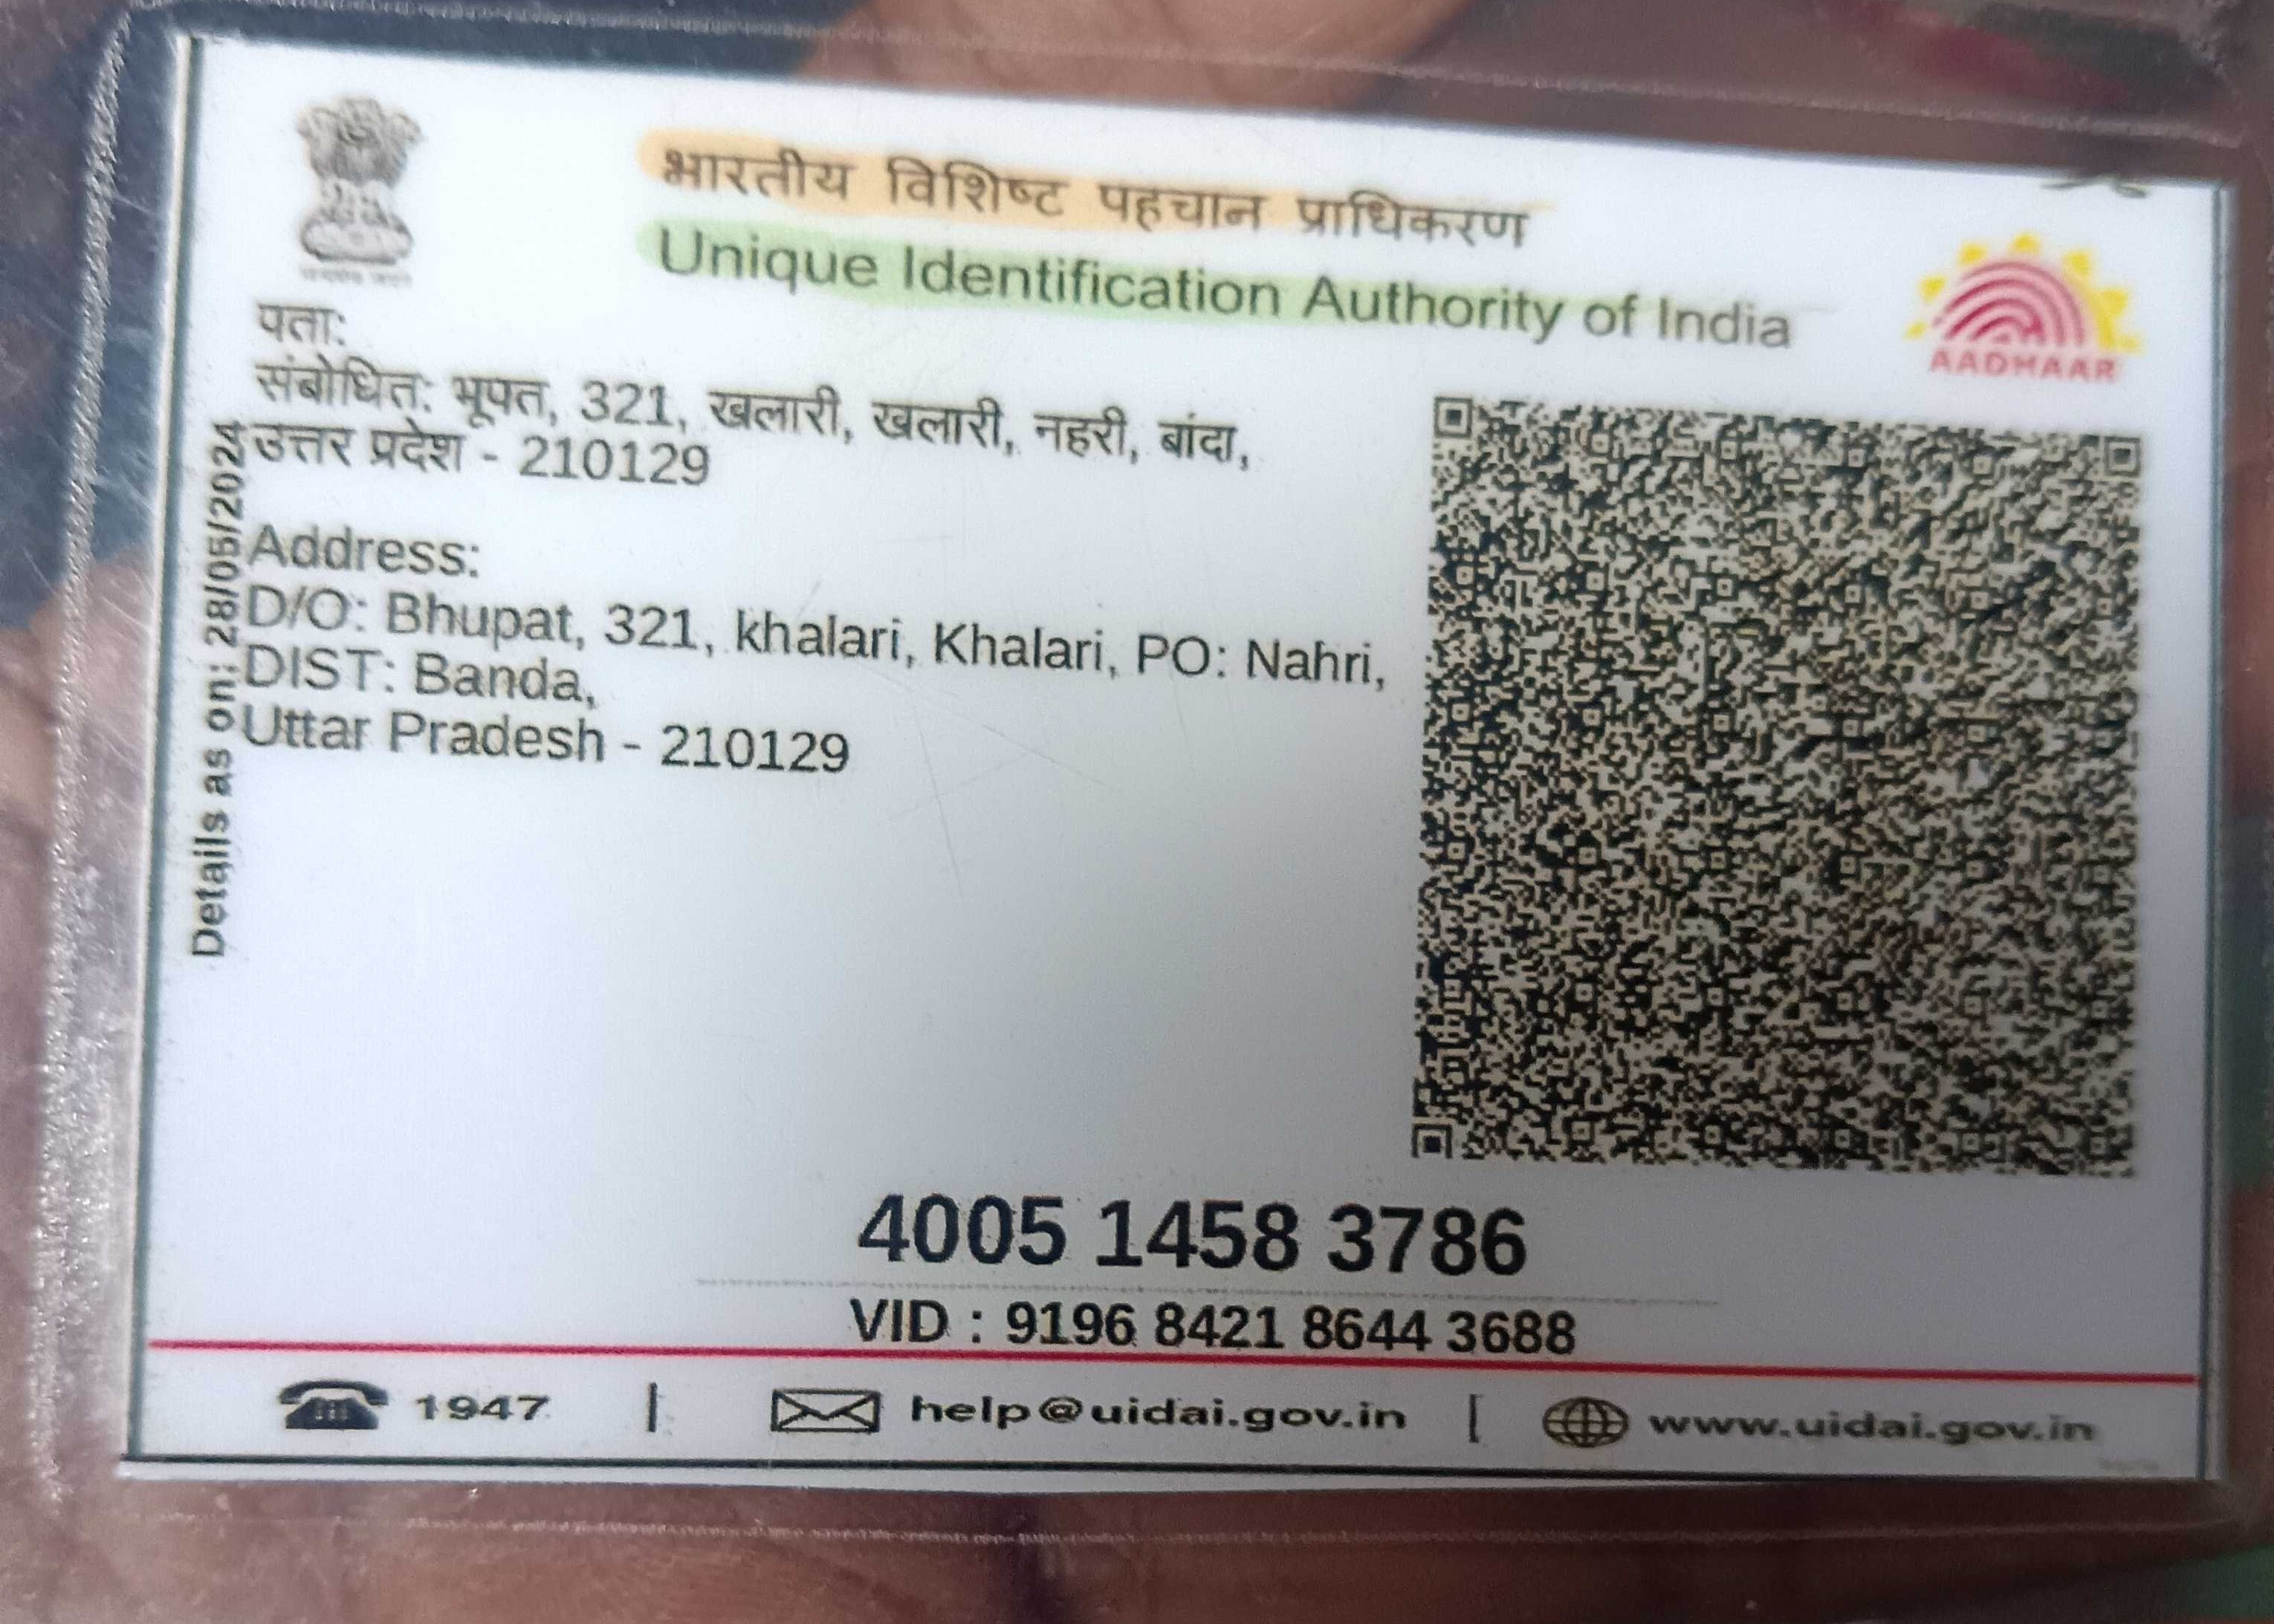 भारतीय विशिष्ट पहचान प्राधिकरण
Unique Identification Authority of India
AADHAAR
पता:
संबोधित: भूपत, 321, खलारी, खलारी, नहरी, बांदा,
उत्तर प्रदेश - 210129
Address:
D/O: Bhupat, 321, khalari, Khalari, PO: Nahri,
DIST: Banda,
Uttar Pradesh - 210129
Details as on: 28/05/2024
4005 1458 3786
VID : 9196 8421 8644 3688
1947 | help@uidai.gov.in | www.uidai.gov.in